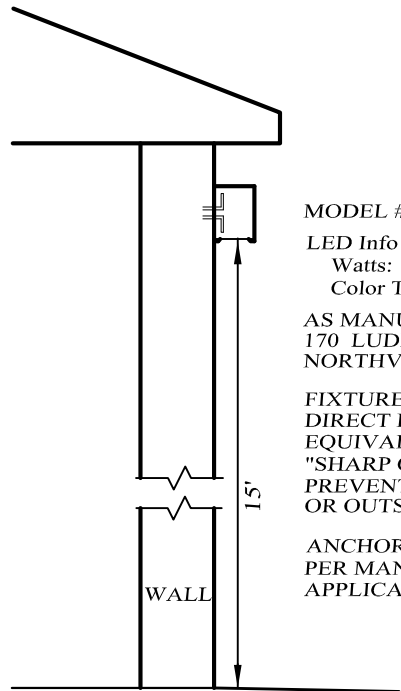 MODEL #
LED Info
Watts:
Color T
AS MANU
170 LUD
NORTHV
FIXTURE
DIRECT
EQUIVA
"SHARP
PREVENT
OR OUTS
ANCHOR
PER MAN
APPLICA
15'
WALL